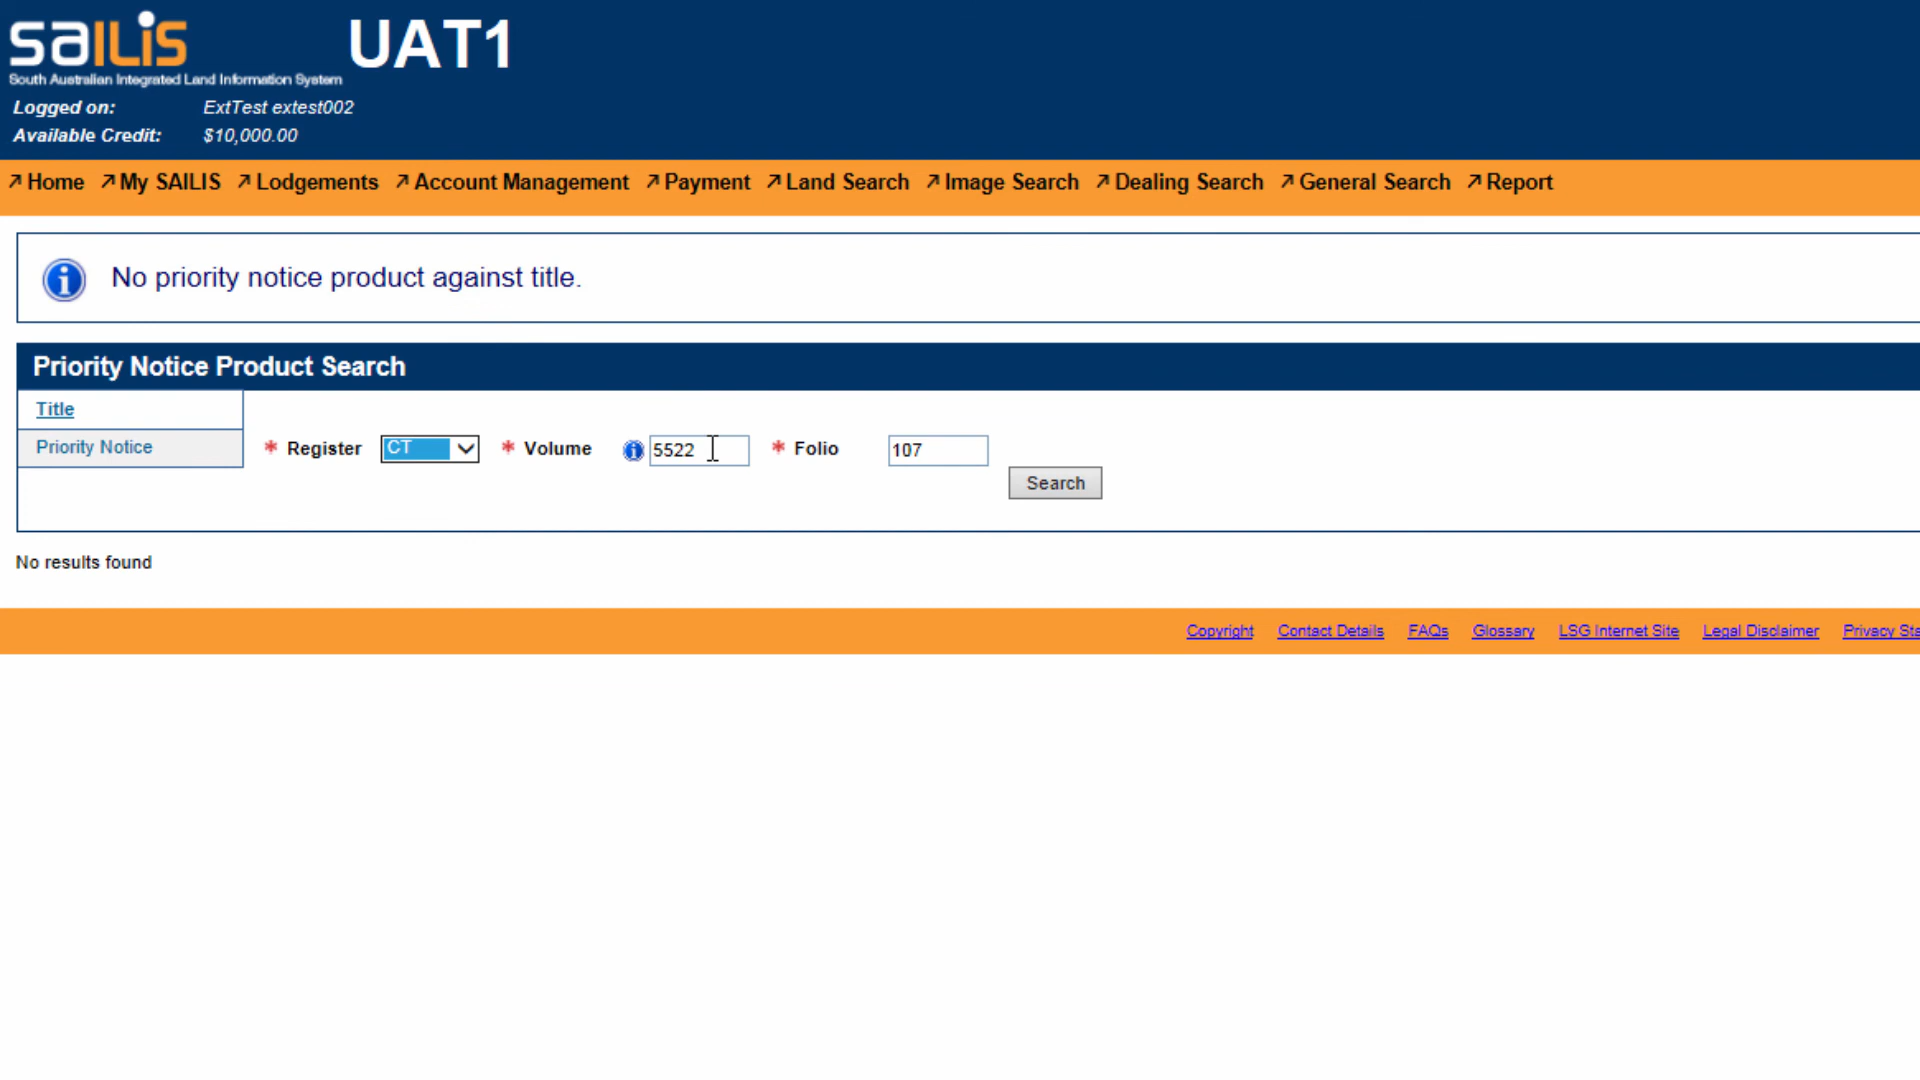 saILIS UAT1
South Australian Integrated Land Information System
Logged on: ExtTest extest002
Available Credit: $10,000.00
Home My SAILIS Lodgements Account Management Payment Land Search Image Search Dealing Search General Search Report
No priority notice product against title.
Priority Notice Product Search
Title
Priority Notice * Register CT * Volume 5522 * Folio 107
Search
No results found
Copyright Contact Details FAQs Glossary LSG Internet Site Legal Disclaimer Privacy Sta